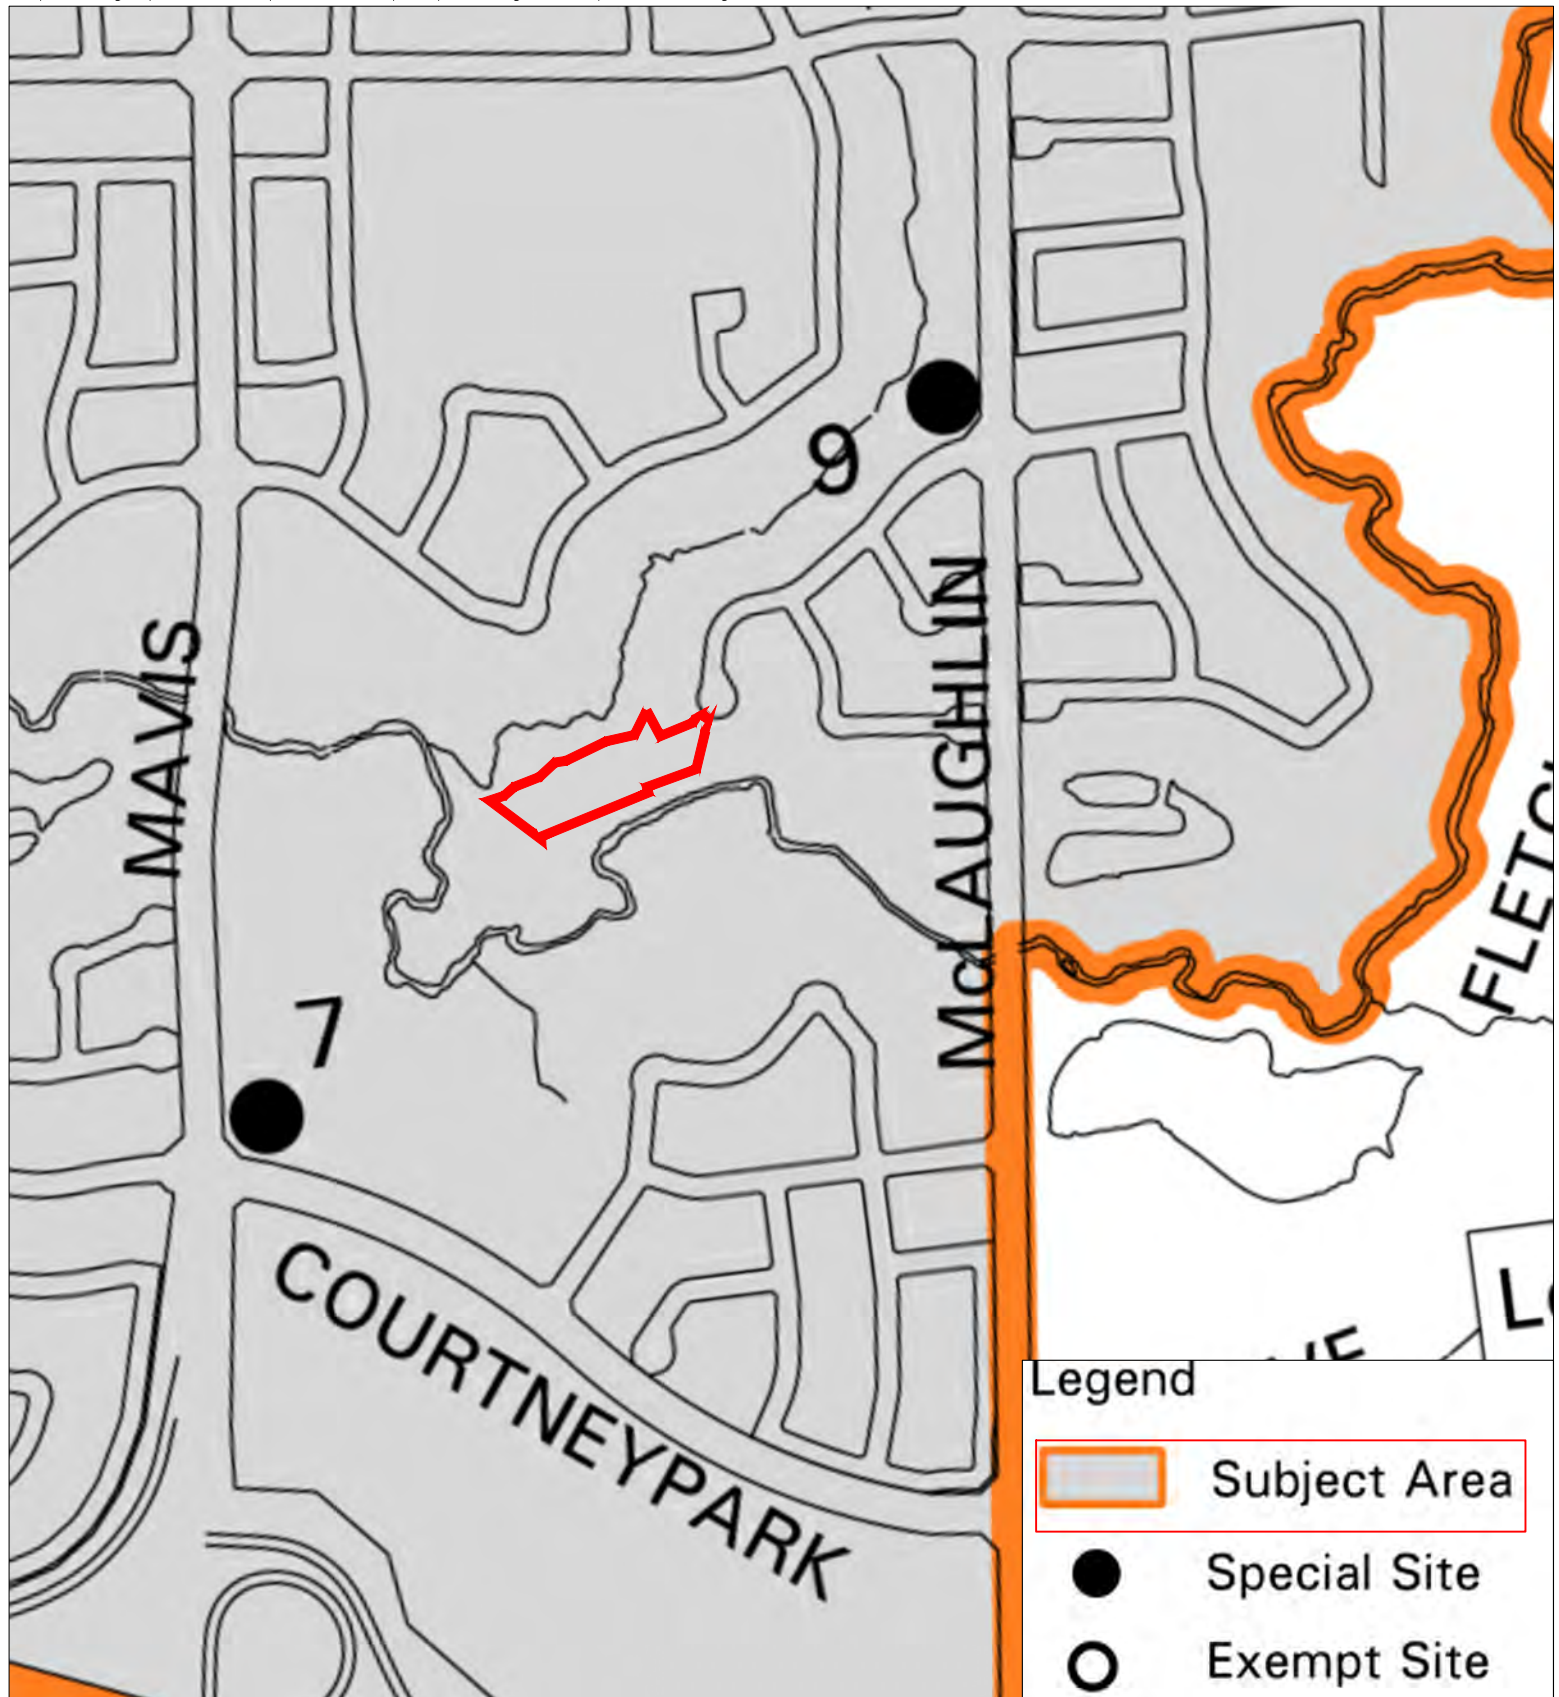 9
MAVIS
McLAUGHLIN
7
COURTNEYPARK
Legend
Subject Area
Special Site
Exempt Site